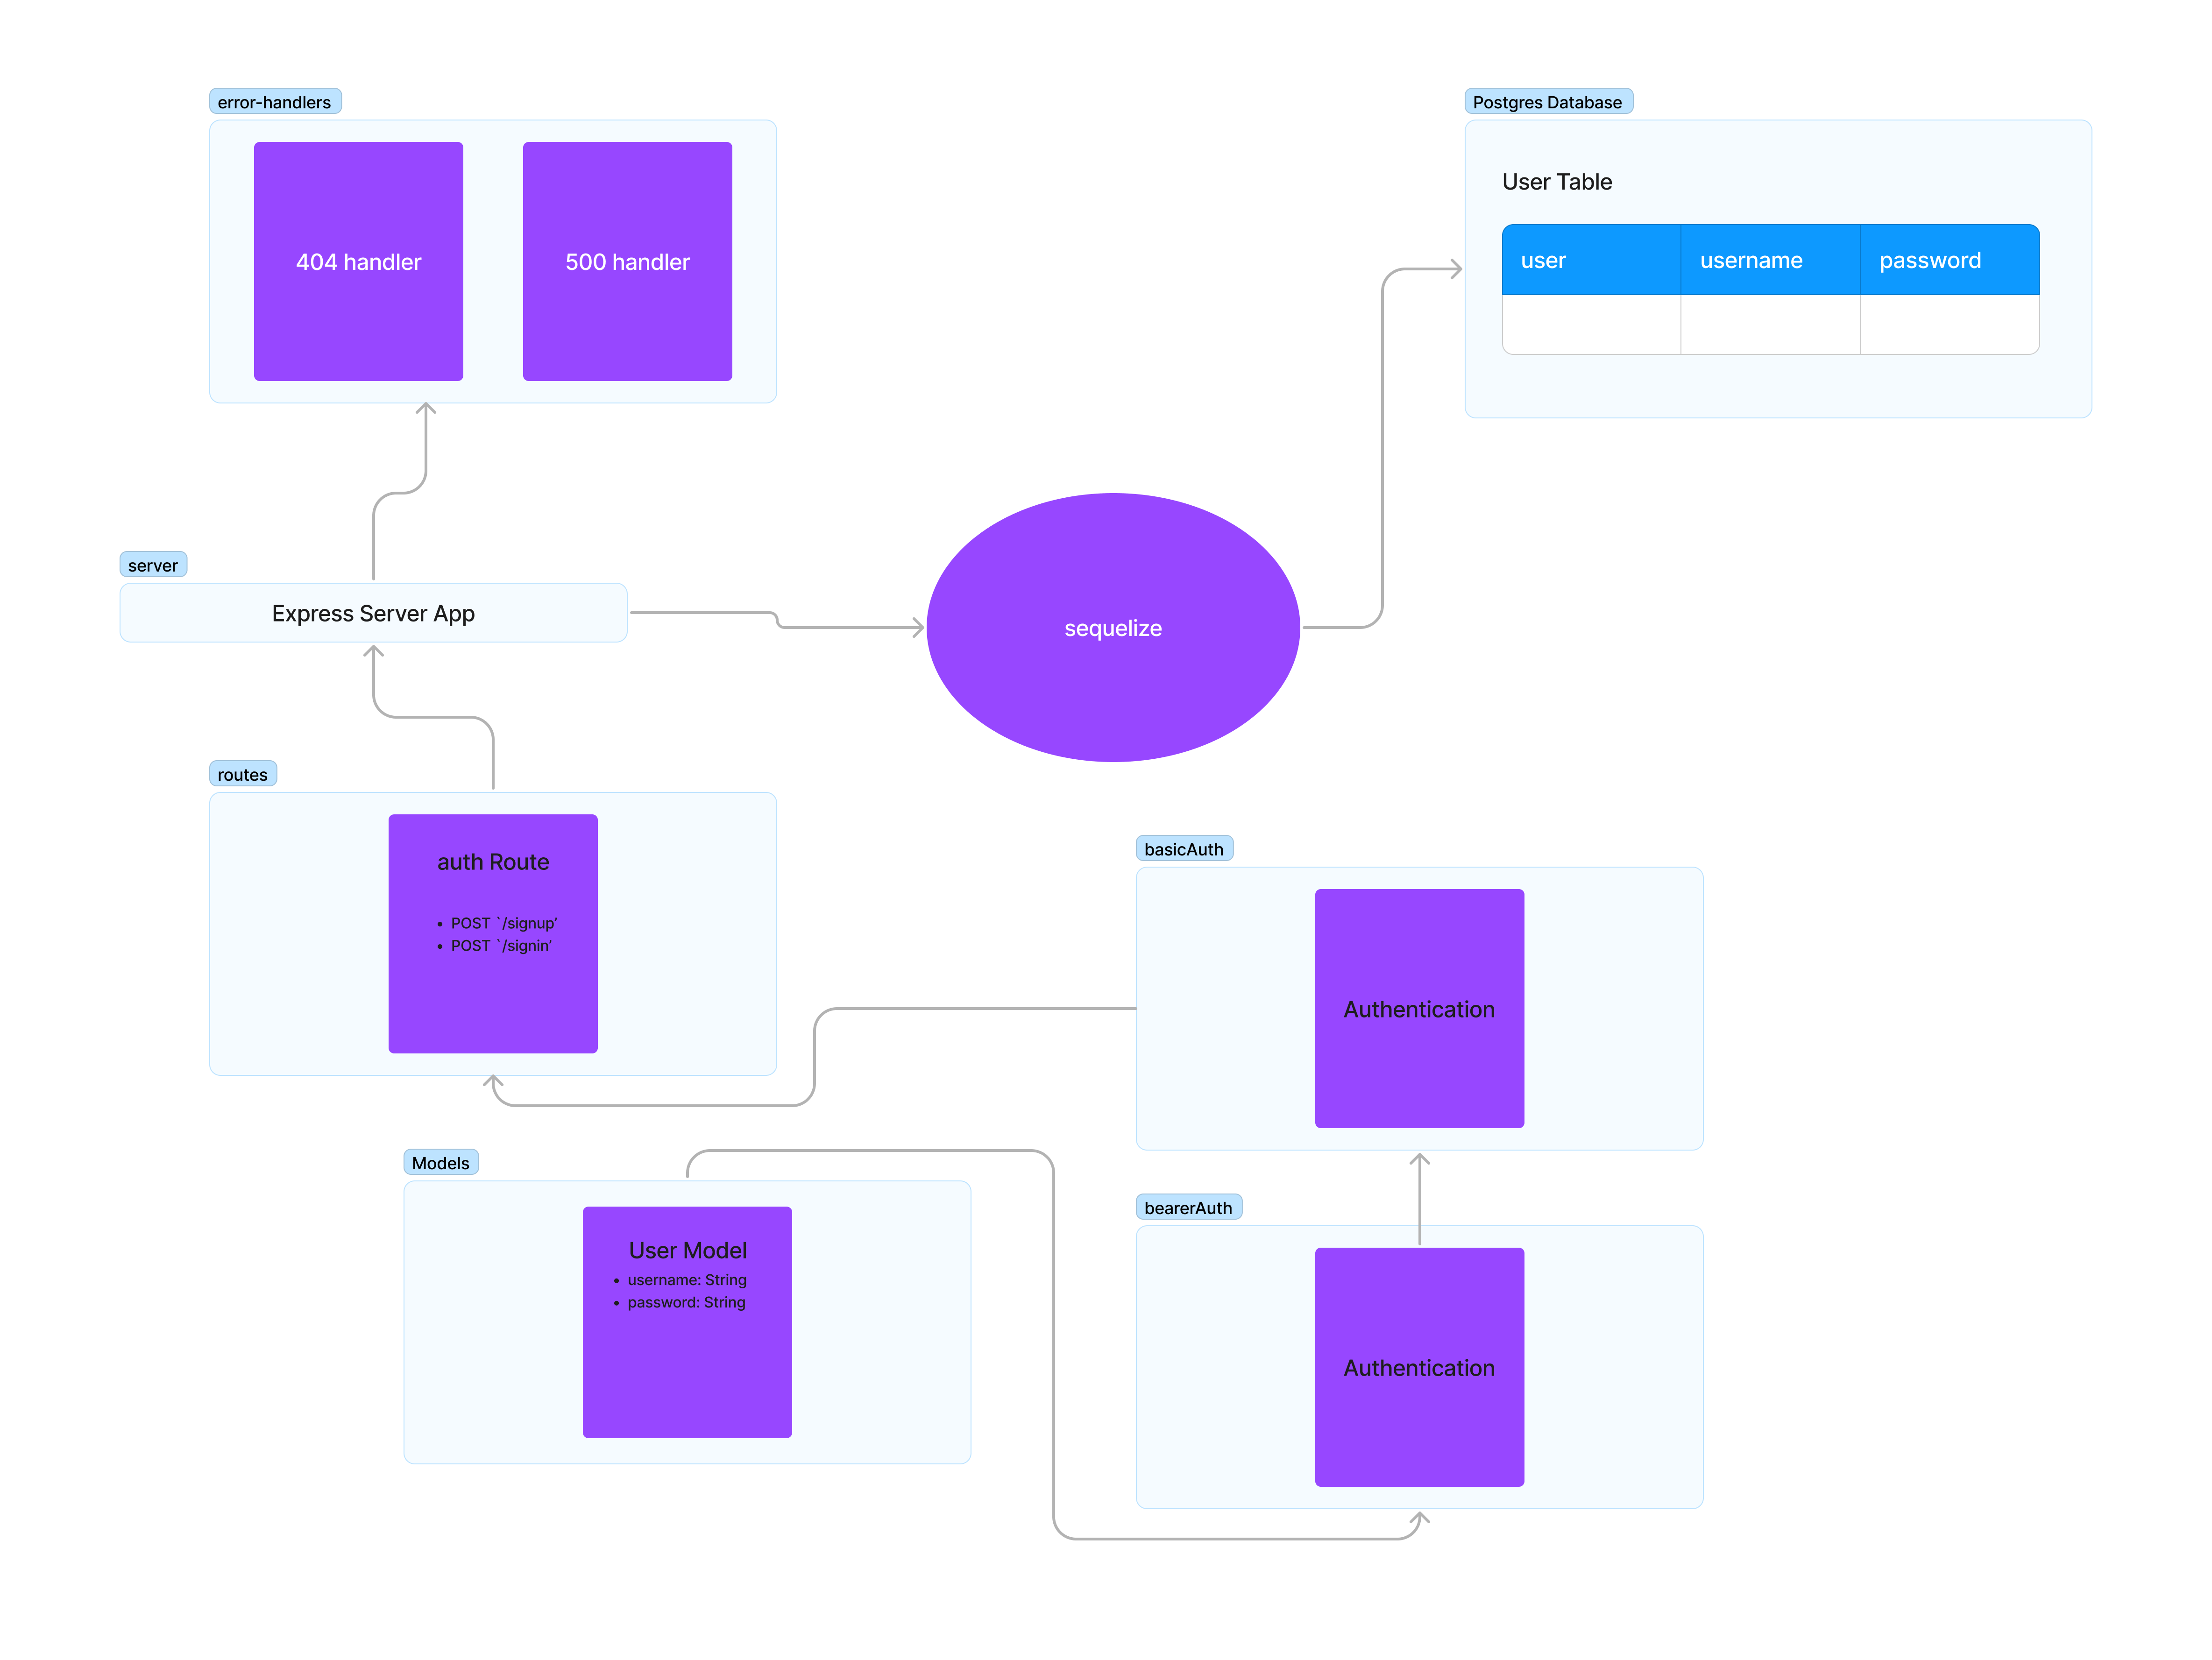 error-handlers
404 handler
500 handler
Postgres Database
User Table
user
username
password
server
Express Server App
sequelize
routes
auth Route
• POST `/signup’
• POST `/signin’
basicAuth
Authentication
Models
User Model
• username: String
• password: String
bearerAuth
Authentication